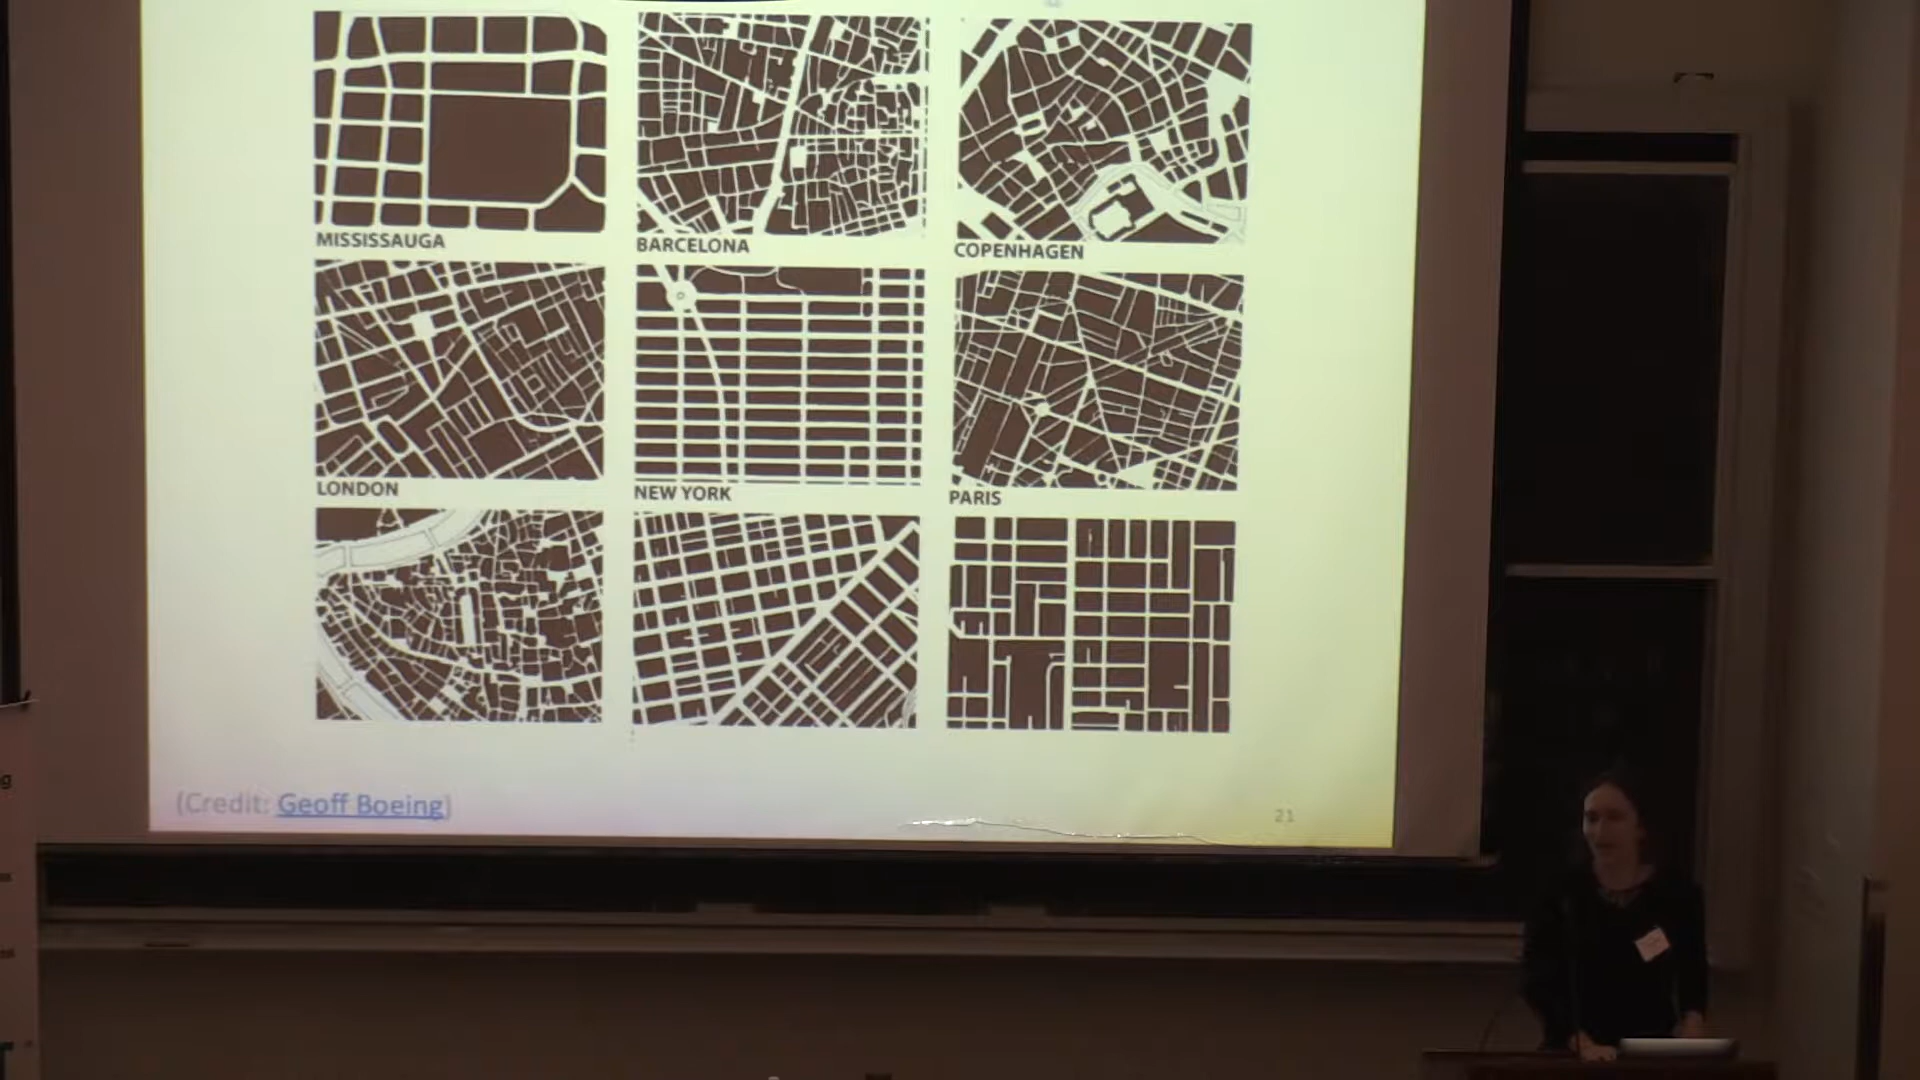 MISSISSAUGA
BARCELONA
COPENHAGEN
LONDON
NEW YORK
PARIS
(Credit: Geoff Boeing)
21